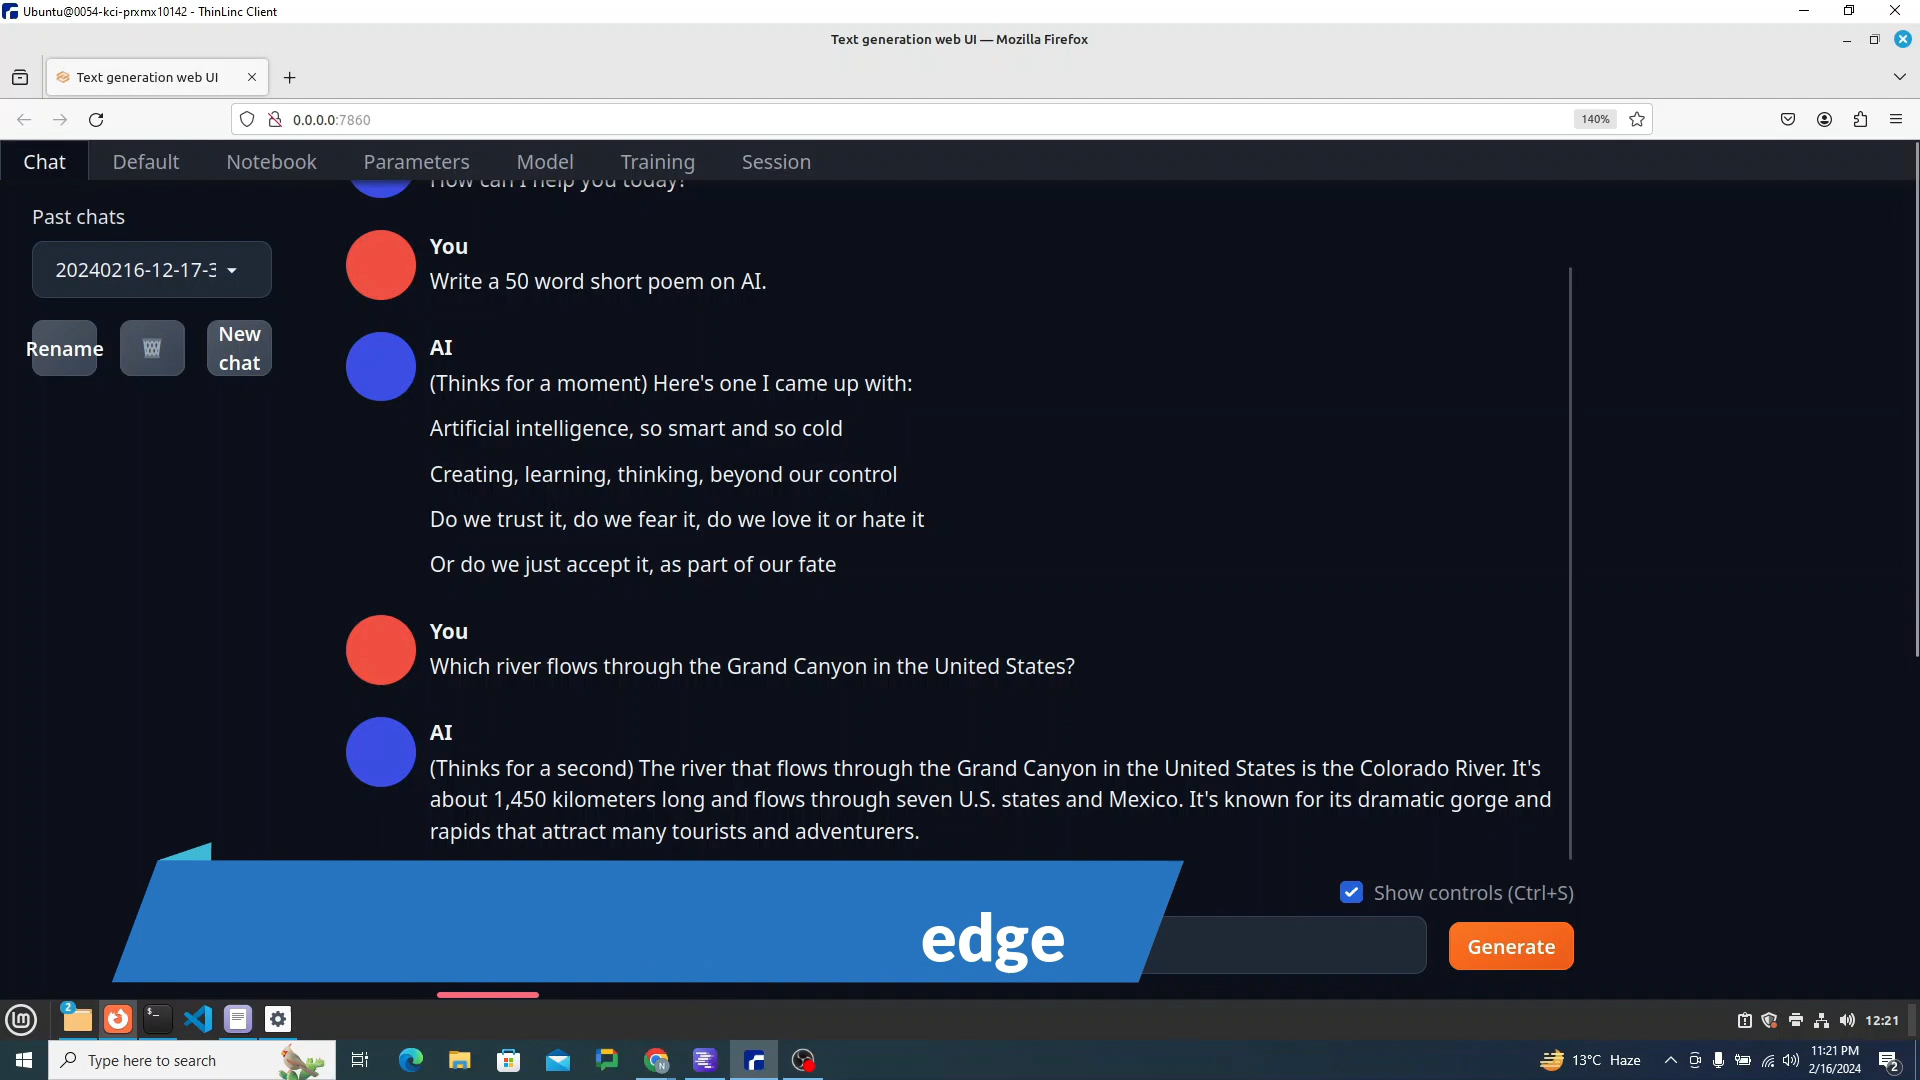 Ubuntu@0054-kci-prxmx10142 - ThinLinc Client
Text generation web UI — Mozilla Firefox
Text generation web UI
0.0.0.0:7860
140%
Chat
Default
Notebook
Parameters
Model
Training
Session
How can I help you today?
Past chats
20240216-12-17-3
Rename
New
chat
You
Write a 50 word short poem on AI.
AI
(Thinks for a moment) Here's one I came up with:
Artificial intelligence, so smart and so cold
Creating, learning, thinking, beyond our control
Do we trust it, do we fear it, do we love it or hate it
Or do we just accept it, as part of our fate
You
Which river flows through the Grand Canyon in the United States?
AI
(Thinks for a second) The river that flows through the Grand Canyon in the United States is the Colorado River. It's
about 1,450 kilometers long and flows through seven U.S. states and Mexico. It's known for its dramatic gorge and
rapids that attract many tourists and adventurers.
Show controls (Ctrl+S)
edge
Generate
2
12:21
Type here to search
N
13°C Haze
11:21 PM
2/16/2024
2